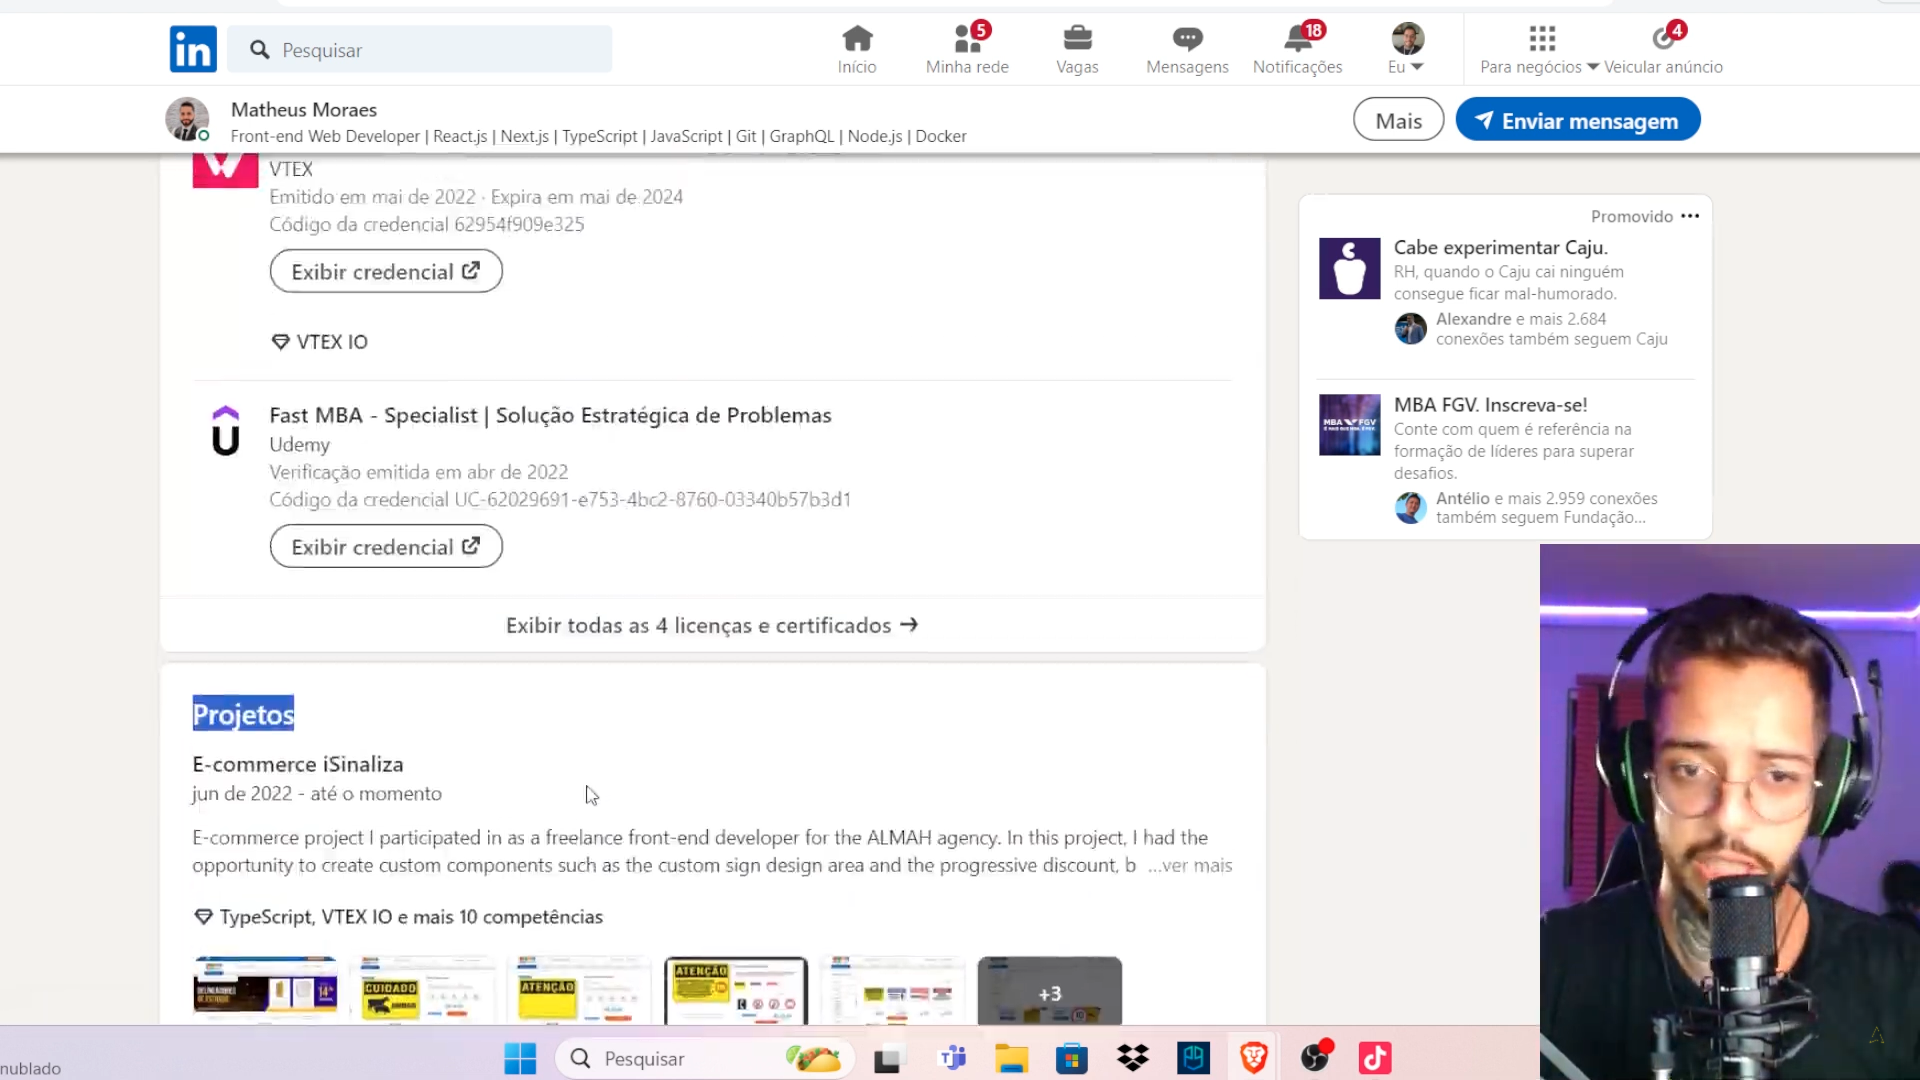 in
Pesquisar
5
18
4
Início
Minha rede
Vagas
Mensagens
Notificações
Eu
Para negócios
Veicular anúncio
Matheus Moraes
Front-end Web Developer | React.js | Next.js | TypeScript | JavaScript | Git | GraphQL | Node.js | Docker
Mais
Enviar mensagem
VTEX
Emitido em mai de 2022 · Expira em mai de 2024
Código da credencial 62954f909e325
Exibir credencial
VTEX IO
Fast MBA - Specialist | Solução Estratégica de Problemas
Udemy
Verificação emitida em abr de 2022
Código da credencial UC-62029691-e753-4bc2-8760-03340b57b3d1
Exibir credencial
Exibir todas as 4 licenças e certificados →
Promovido
Cabe experimentar Caju.
RH, quando o Caju cai ninguém
consegue ficar mal-humorado.
Alexandre e mais 2.684
conexões também seguem Caju
MBA FGV
MBA FGV. Inscreva-se!
Conte com quem é referência na
formação de líderes para superar
desafios.
Antélio e mais 2.959 conexões
também seguem Fundação...
Projetos
E-commerce iSinaliza
jun de 2022 - até o momento
E-commerce project I participated in as a freelance front-end developer for the ALMAH agency. In this project, I had the
opportunity to create custom components such as the custom sign design area and the progressive discount, b ...ver mais
TypeScript, VTEX IO e mais 10 competências
CUIDADO
ATENÇÃO
ATENÇÃO
+3
Pesquisar
nublado